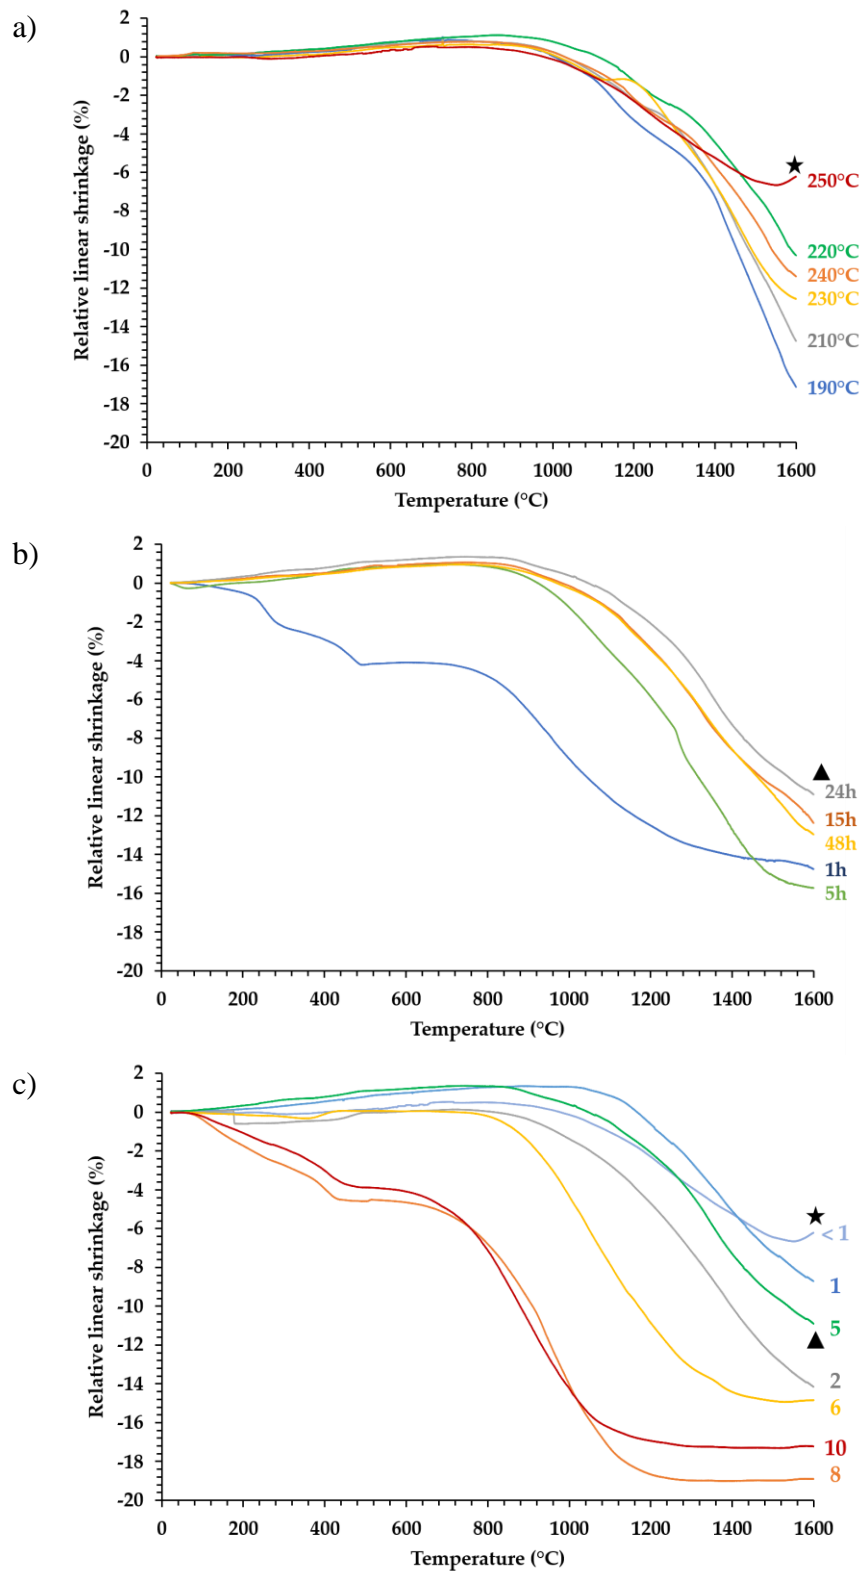 a)
Relative linear shrinkage (%)
2
0
-2
-4
-6
-8
-10
-12
-14
-16
-18
-20
0 200 400 600 800 1000 1200 1400 1600
Temperature (°C)
250°C
220°C
240°C
230°C
210°C
190°C
b)
Relative linear shrinkage (%)
2
0
-2
-4
-6
-8
-10
-12
-14
-16
-18
-20
0 200 400 600 800 1000 1200 1400 1600
Temperature (°C)
24h
15h
48h
1h
5h
c)
Relative linear shrinkage (%)
2
0
-2
-4
-6
-8
-10
-12
-14
-16
-18
-20
0 200 400 600 800 1000 1200 1400 1600
Temperature (°C)
< 1
1
5
2
6
10
8